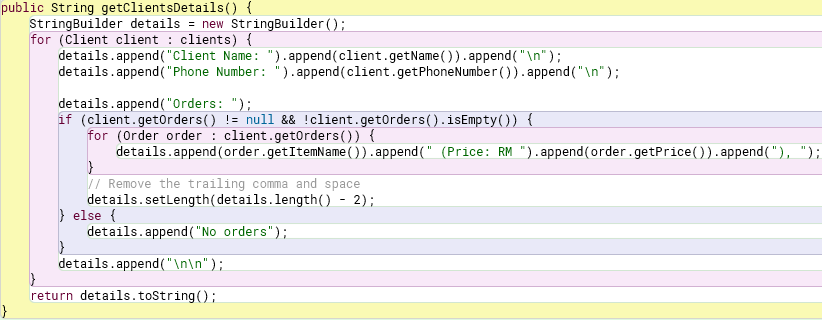 public String getClientsDetails() {
    StringBuilder details = new StringBuilder();
    for (Client client : clients) {
        details.append("Client Name: ").append(client.getName()).append("\n");
        details.append("Phone Number: ").append(client.getPhoneNumber()).append("\n");

        details.append("Orders: ");
        if (client.getOrders() != null && !client.getOrders().isEmpty()) {
            for (Order order : client.getOrders()) {
                details.append(order.getItemName()).append(" (Price: RM ").append(order.getPrice()).append("), ");
            }
            // Remove the trailing comma and space
            details.setLength(details.length() - 2);
        } else {
            details.append("No orders");
        }
        details.append("\n\n");
    }
    return details.toString();
}